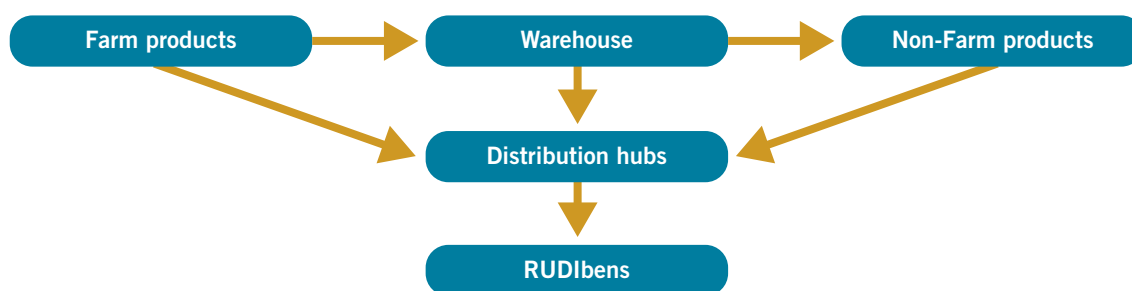 Farm products
Warehouse
Non-Farm products
Distribution hubs
RUDIbens